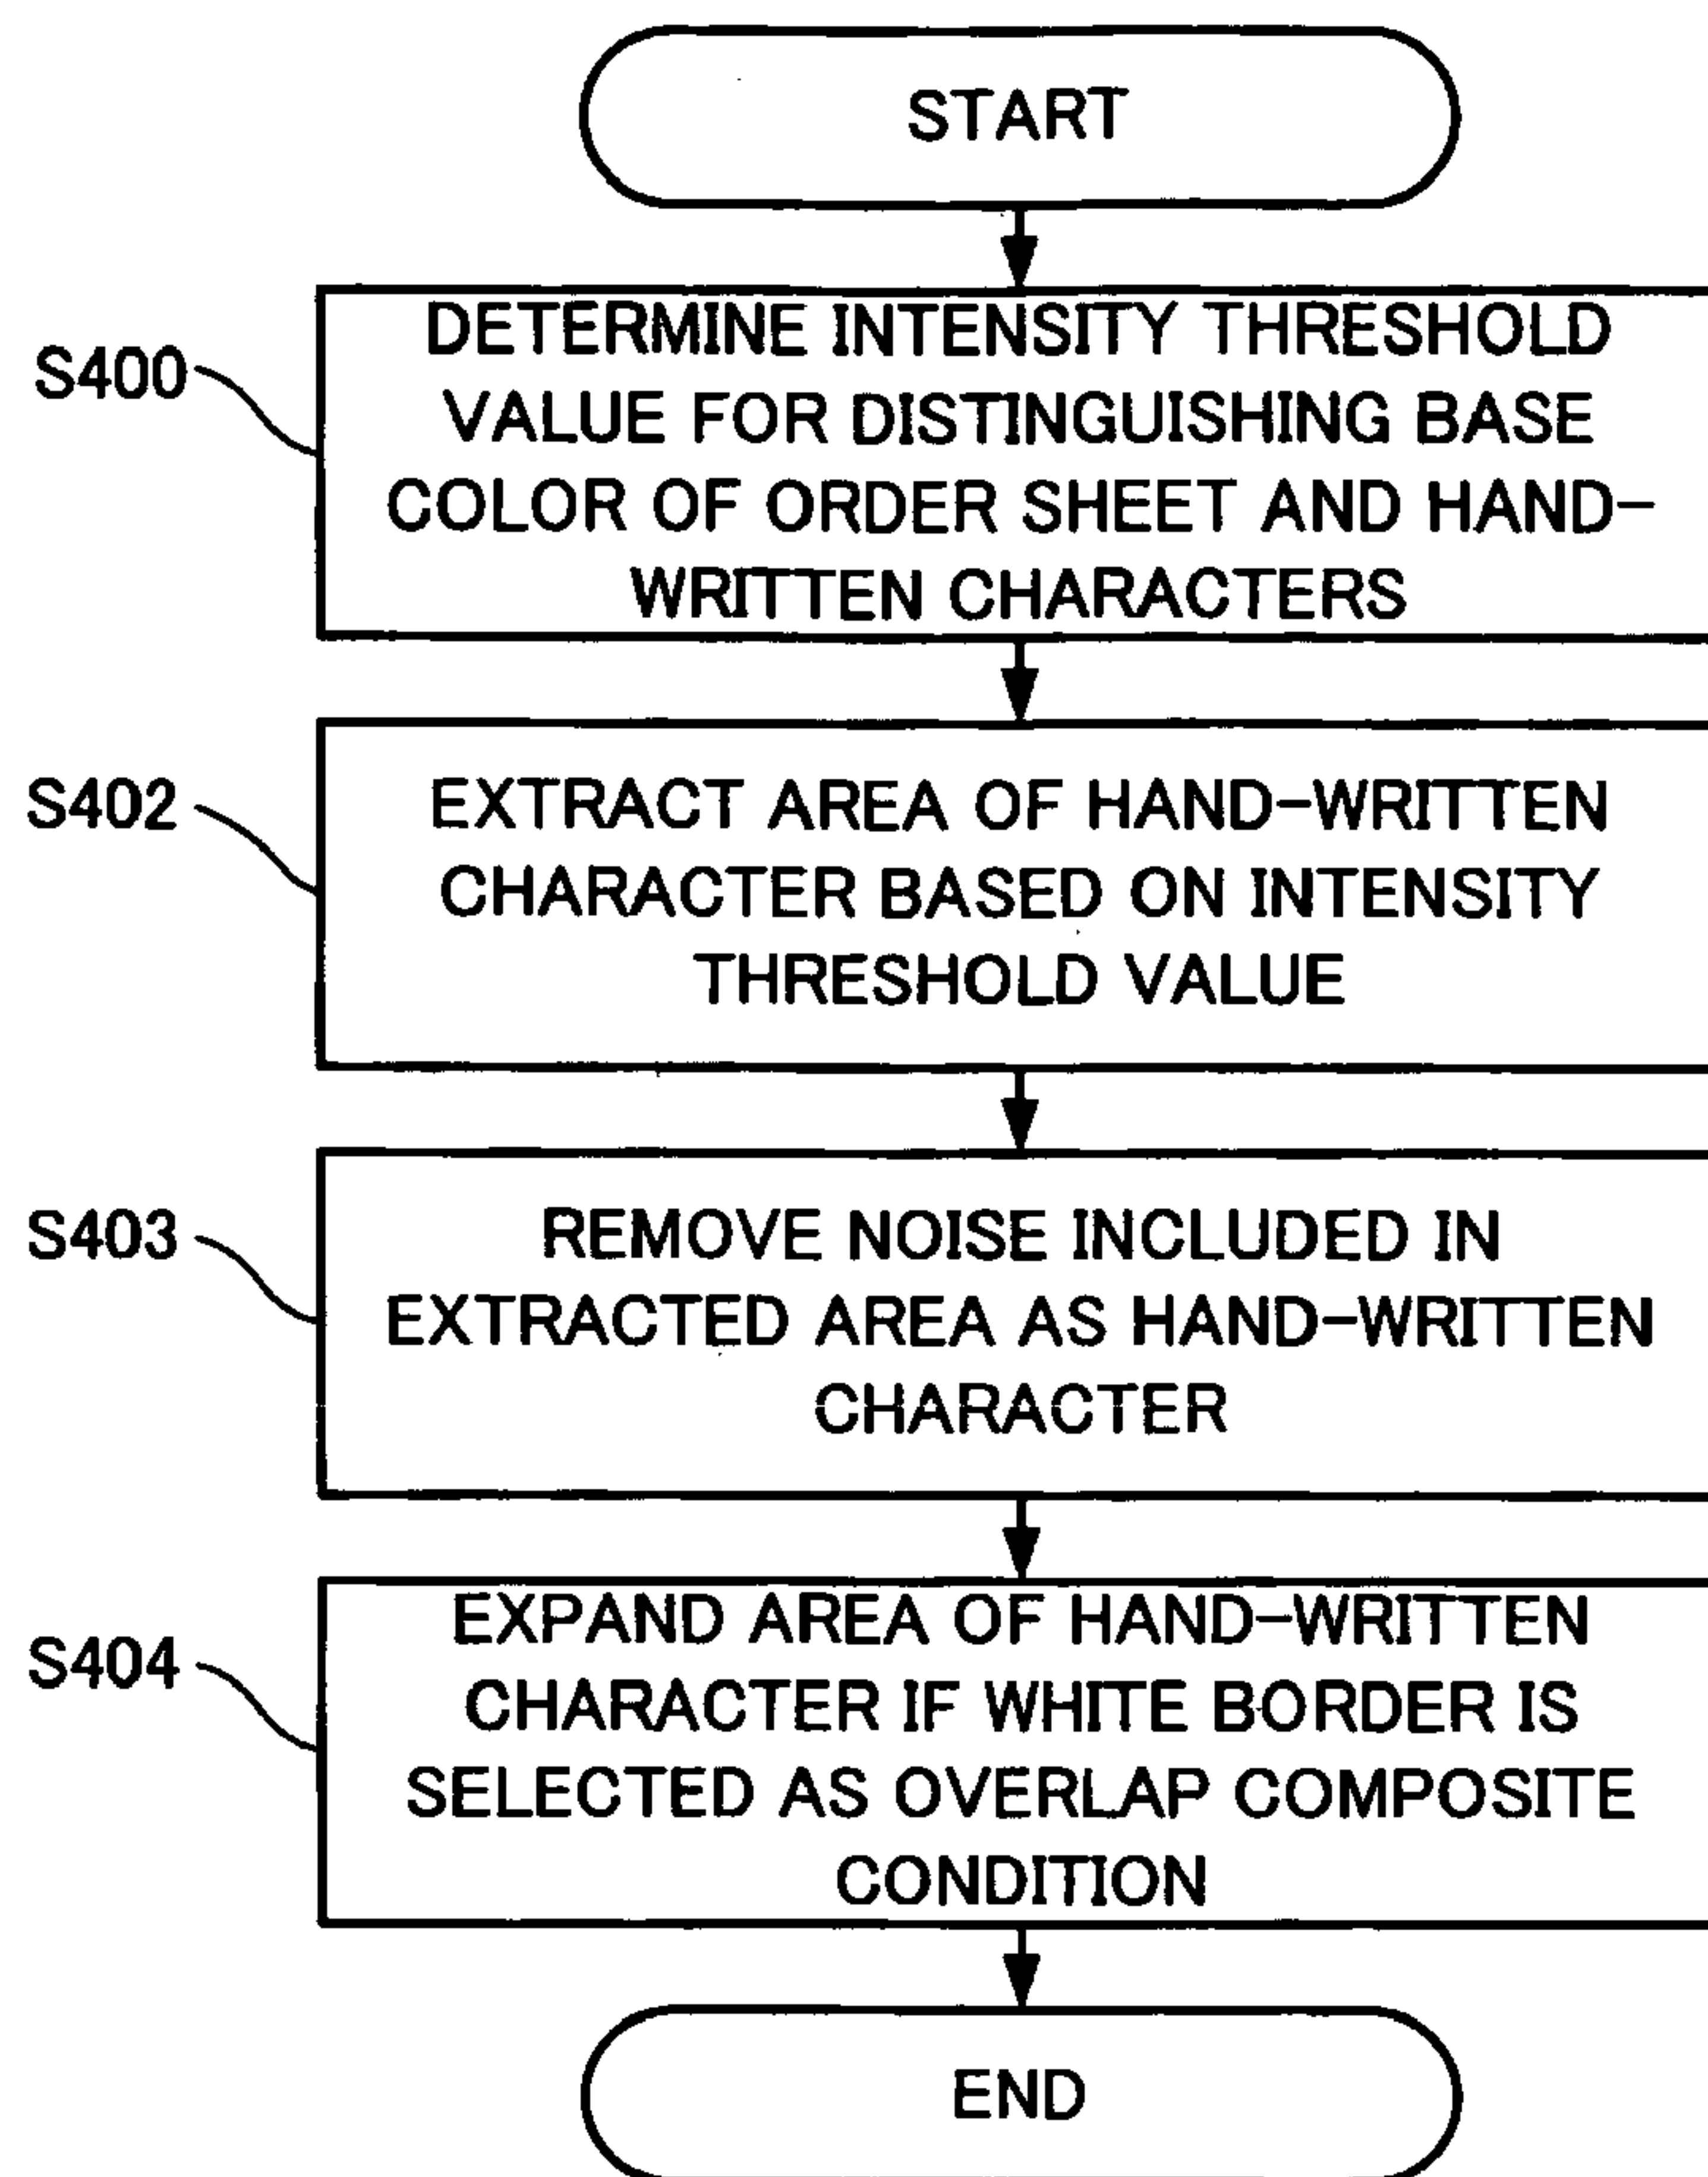 START
S400
DETERMINE INTENSITY THRESHOLD
VALUE FOR DISTINGUISHING BASE
COLOR OF ORDER SHEET AND HAND-
WRITTEN CHARACTERS
S402
EXTRACT AREA OF HAND-WRITTEN
CHARACTER BASED ON INTENSITY
THRESHOLD VALUE
S403
REMOVE NOISE INCLUDED IN
EXTRACTED AREA AS HAND-WRITTEN
CHARACTER
S404
EXPAND AREA OF HAND-WRITTEN
CHARACTER IF WHITE BORDER IS
SELECTED AS OVERLAP COMPOSITE
CONDITION
END